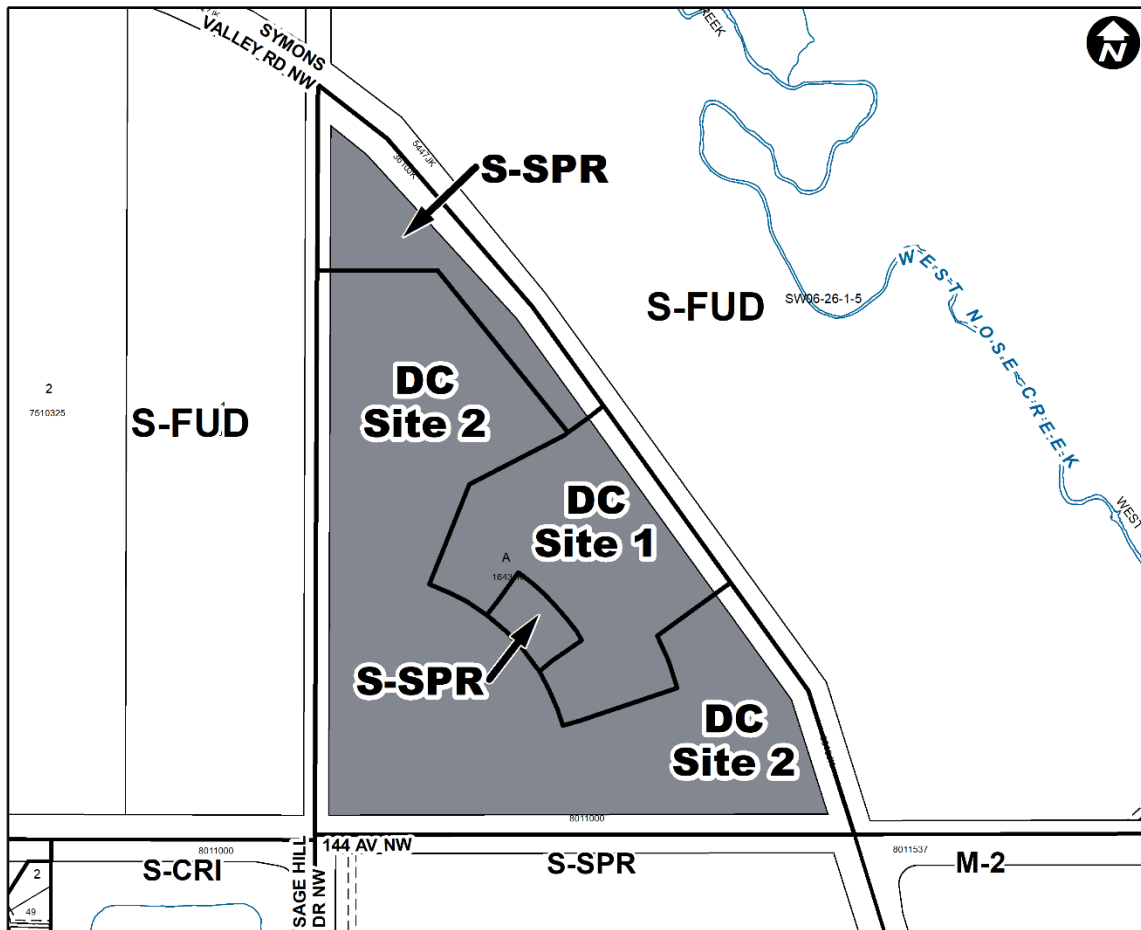 SYMONS
VALLEY RD NW
REEK
N
5447JK
S-SPR
S-FUD
SW06-26-1-5
WEST NOSE CREEK
2
7510325
S-FUD
DC
Site 2
DC
Site 1
A
WEST
S-SPR
DC
Site 2
8011000
144 AV NW
8011000
S-CRI
SAGE HILL
DR NW
S-SPR
8011537
M-2
2
49